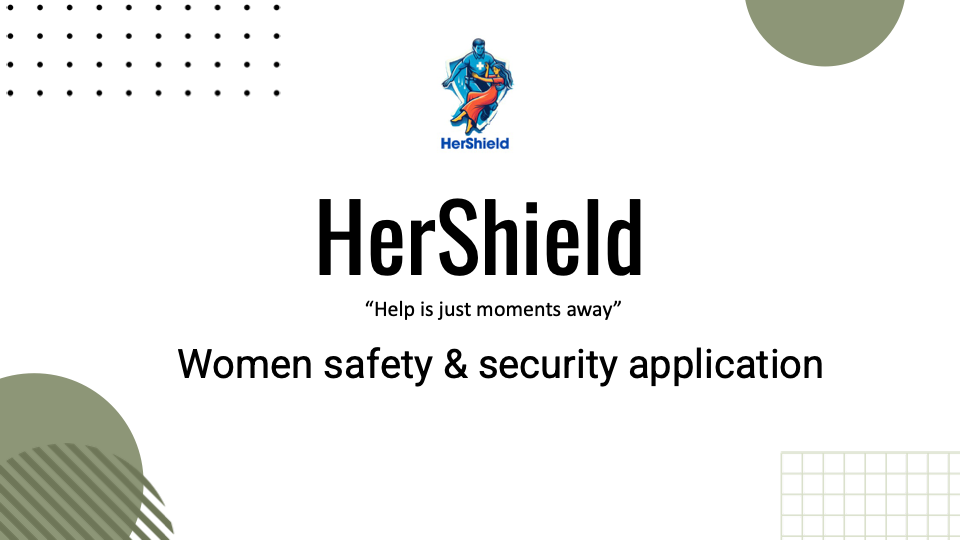 HerShield
HerShield
“Help is just moments away”
Women safety & security application